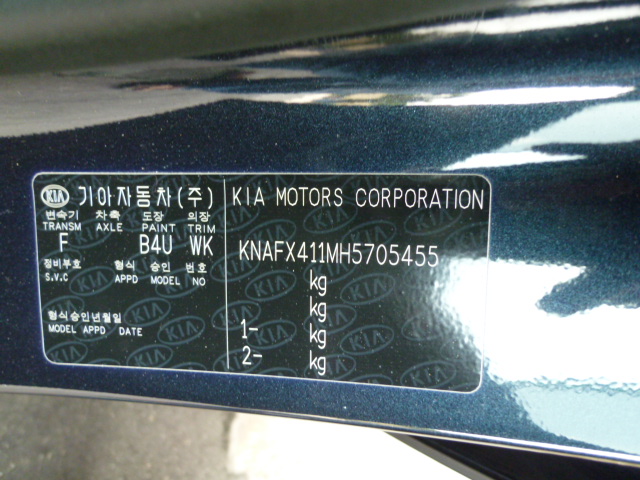 KIA 기아자동차(주)
변속기 차축 도장 외장
TRANSM AXLE PAINT TRIM
F B4U WK
정비부호 형식 승인 번호
S.V.C APPD MODEL NO
형식승인년월일
MODEL APPD DATE
KIA MOTORS CORPORATION
KNAFX411MH5705455
kg
kg
1- kg
2- kg